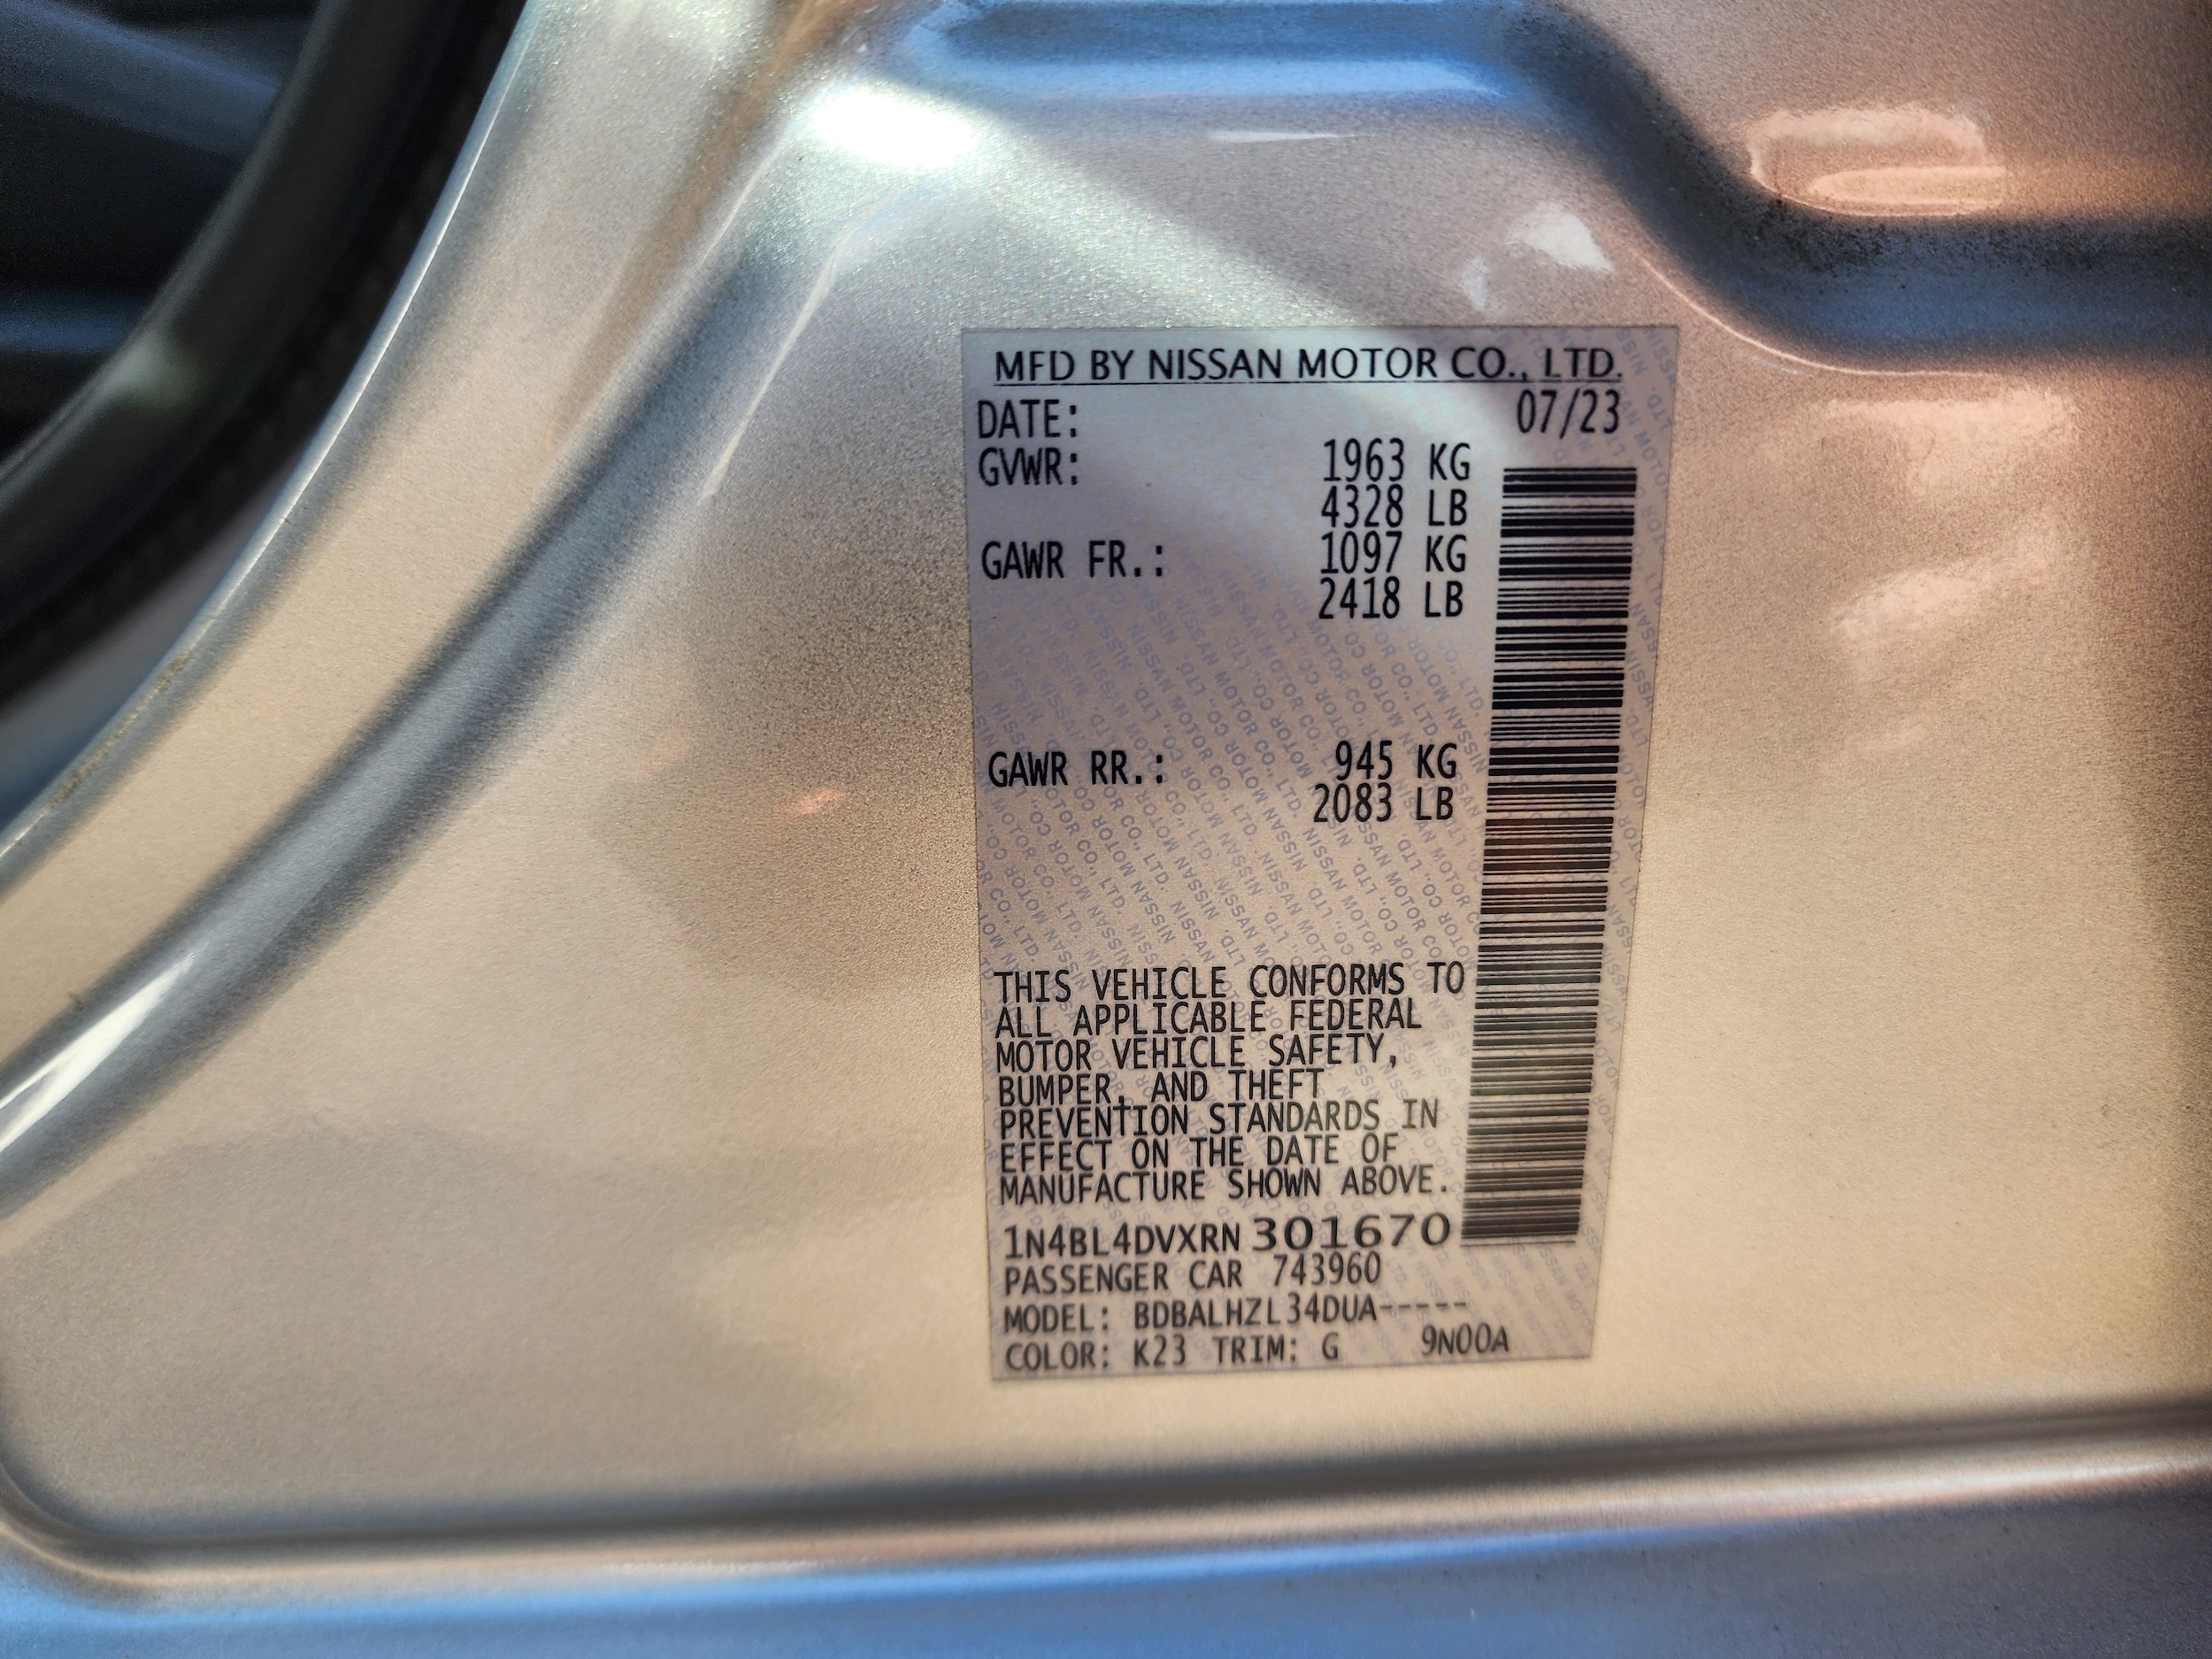 MFD BY NISSAN MOTOR CO., LTD.
DATE: 07/23
GVWR: 1963 KG
4328 LB
GAWR FR.: 1097 KG
2418 LB
GAWR RR.: 945 KG
2083 LB
THIS VEHICLE CONFORMS TO
ALL APPLICABLE FEDERAL
MOTOR VEHICLE SAFETY,
BUMPER, AND THEFT
PREVENTION STANDARDS IN
EFFECT ON THE DATE OF
MANUFACTURE SHOWN ABOVE.
1N4BL4DVXRN 301670
PASSENGER CAR 743960
MODEL: BDBALHZL34DUA-----
COLOR: K23 TRIM: G 9N00A